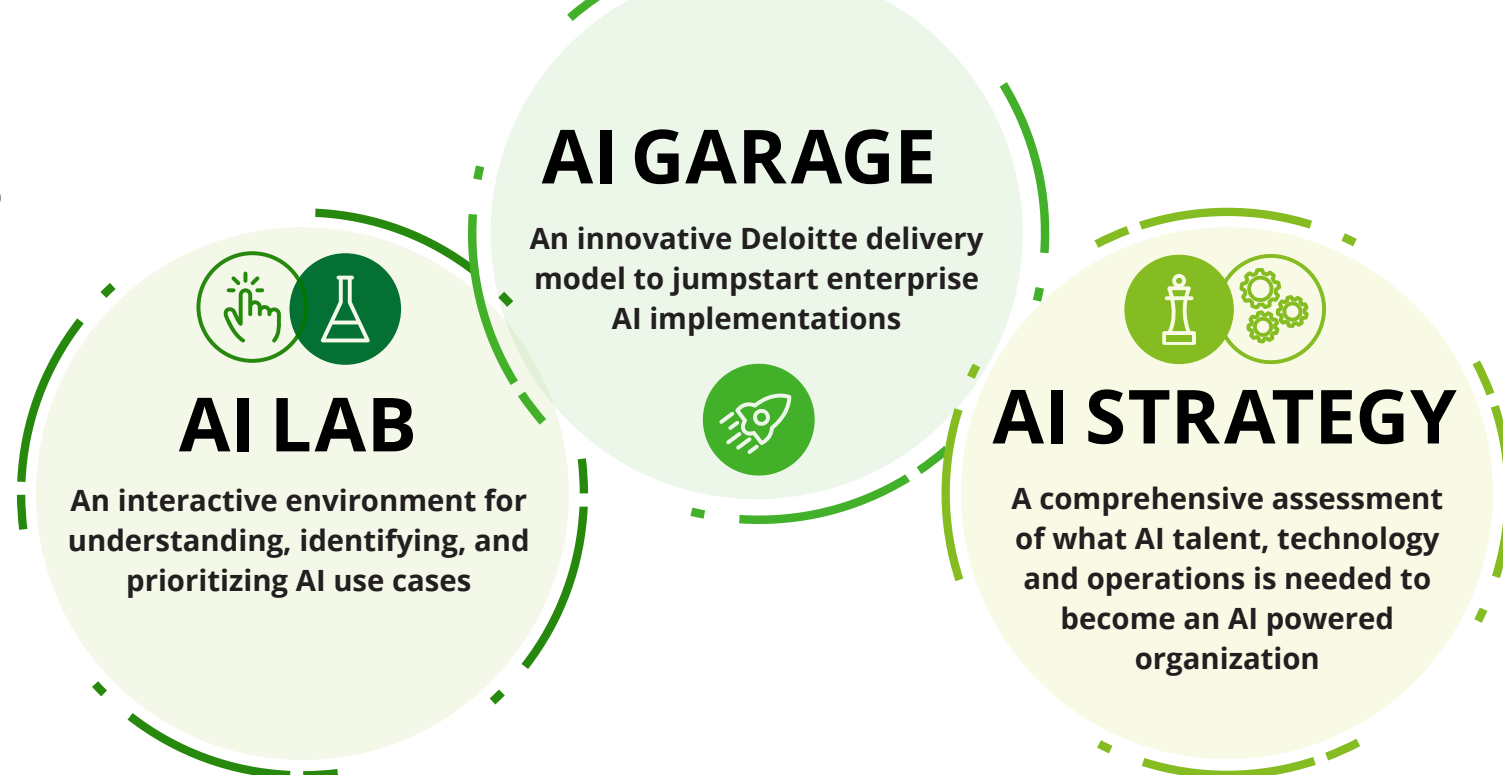 AI GARAGE
An innovative Deloitte delivery
model to jumpstart enterprise
AI implementations
AI LAB
An interactive environment for
understanding, identifying, and
prioritizing AI use cases
AI STRATEGY
A comprehensive assessment
of what AI talent, technology
and operations is needed to
become an AI powered
organization